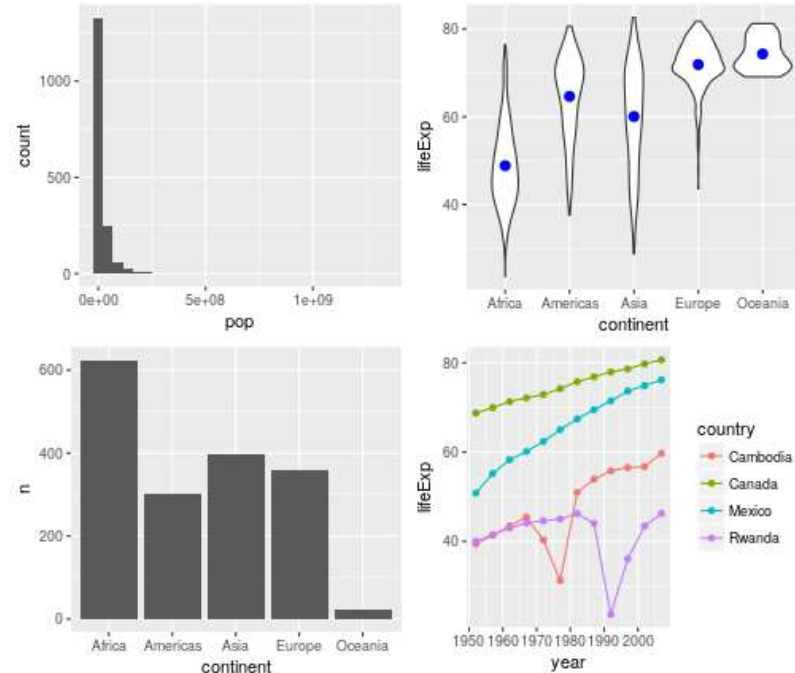 count
1000
500
0
0e+00 5e+08 1e+09
pop
lifeExp
80
60
40
Africa Americas Asia Europe Oceania
continent
n
600
400
200
0
Africa Americas Asia Europe Oceania
continent
lifeExp
80
60
40
1950 1960 1970 1980 1990 2000
year
country
Cambodia
Canada
Mexico
Rwanda